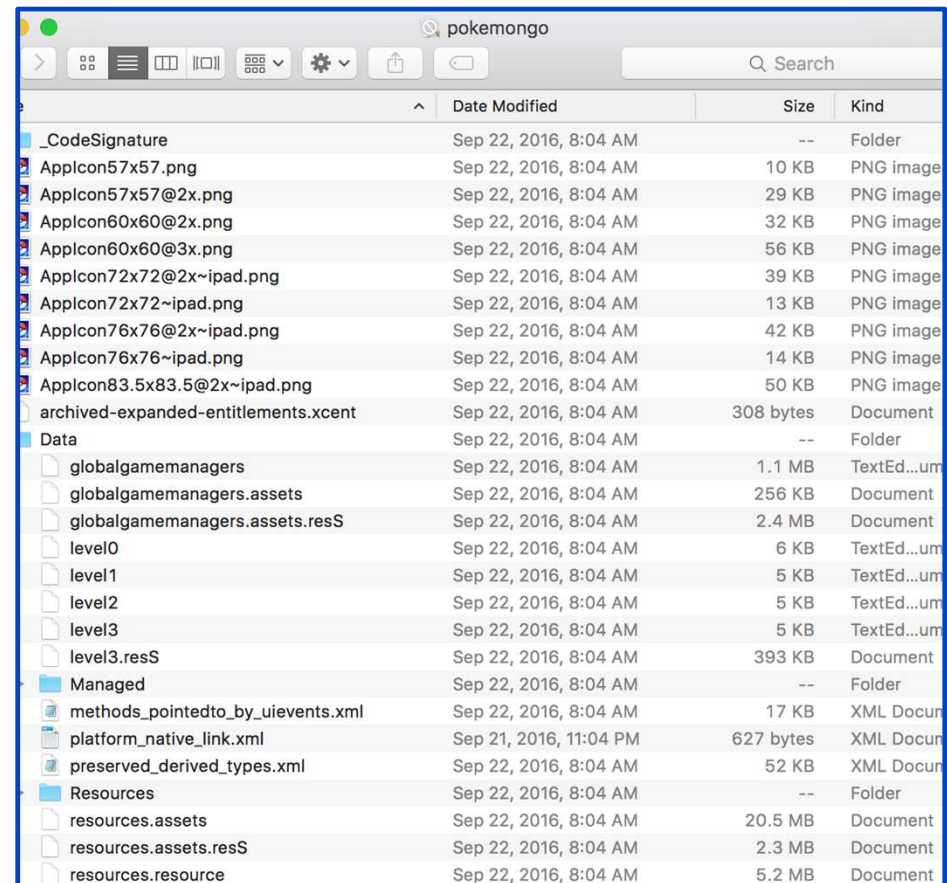 pokemongo
Search
Date Modified Size Kind
_CodeSignature Sep 22, 2016, 8:04 AM -- Folder
AppIcon57x57.png Sep 22, 2016, 8:04 AM 10 KB PNG image
AppIcon57x57@2x.png Sep 22, 2016, 8:04 AM 29 KB PNG image
AppIcon60x60@2x.png Sep 22, 2016, 8:04 AM 32 KB PNG image
AppIcon60x60@3x.png Sep 22, 2016, 8:04 AM 56 KB PNG image
AppIcon72x72@2x~ipad.png Sep 22, 2016, 8:04 AM 39 KB PNG image
AppIcon72x72~ipad.png Sep 22, 2016, 8:04 AM 13 KB PNG image
AppIcon76x76@2x~ipad.png Sep 22, 2016, 8:04 AM 42 KB PNG image
AppIcon76x76~ipad.png Sep 22, 2016, 8:04 AM 14 KB PNG image
AppIcon83.5x83.5@2x~ipad.png Sep 22, 2016, 8:04 AM 50 KB PNG image
archived-expanded-entitlements.xcent Sep 22, 2016, 8:04 AM 308 bytes Document
Data Sep 22, 2016, 8:04 AM -- Folder
globalgamemanagers Sep 22, 2016, 8:04 AM 1.1 MB TextEd...um
globalgamemanagers.assets Sep 22, 2016, 8:04 AM 256 KB Document
globalgamemanagers.assets.resS Sep 22, 2016, 8:04 AM 2.4 MB Document
level0 Sep 22, 2016, 8:04 AM 6 KB TextEd...um
level1 Sep 22, 2016, 8:04 AM 5 KB TextEd...um
level2 Sep 22, 2016, 8:04 AM 5 KB TextEd...um
level3 Sep 22, 2016, 8:04 AM 5 KB TextEd...um
level3.resS Sep 22, 2016, 8:04 AM 393 KB Document
Managed Sep 22, 2016, 8:04 AM -- Folder
methods_pointedto_by_uievents.xml Sep 22, 2016, 8:04 AM 17 KB XML Docun
platform_native_link.xml Sep 21, 2016, 11:04 PM 627 bytes XML Docun
preserved_derived_types.xml Sep 22, 2016, 8:04 AM 52 KB XML Docun
Resources Sep 22, 2016, 8:04 AM -- Folder
resources.assets Sep 22, 2016, 8:04 AM 20.5 MB Document
resources.assets.resS Sep 22, 2016, 8:04 AM 2.3 MB Document
resources.resource Sep 22, 2016, 8:04 AM 5.2 MB Document